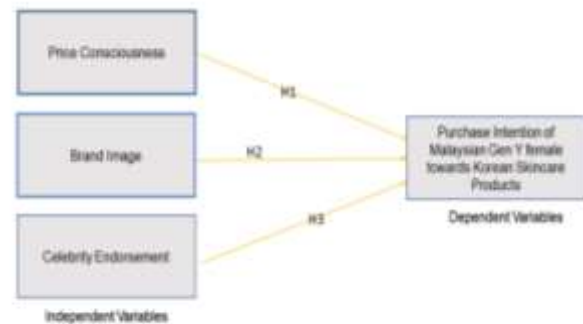 Price Consciousness
H1
Brand Image
H2
Purchase Intention of
Malaysian Gen Y female
towards Korean Skincare
Products
H3
Dependent Variables
Celebrity Endorsement
Independent Variables